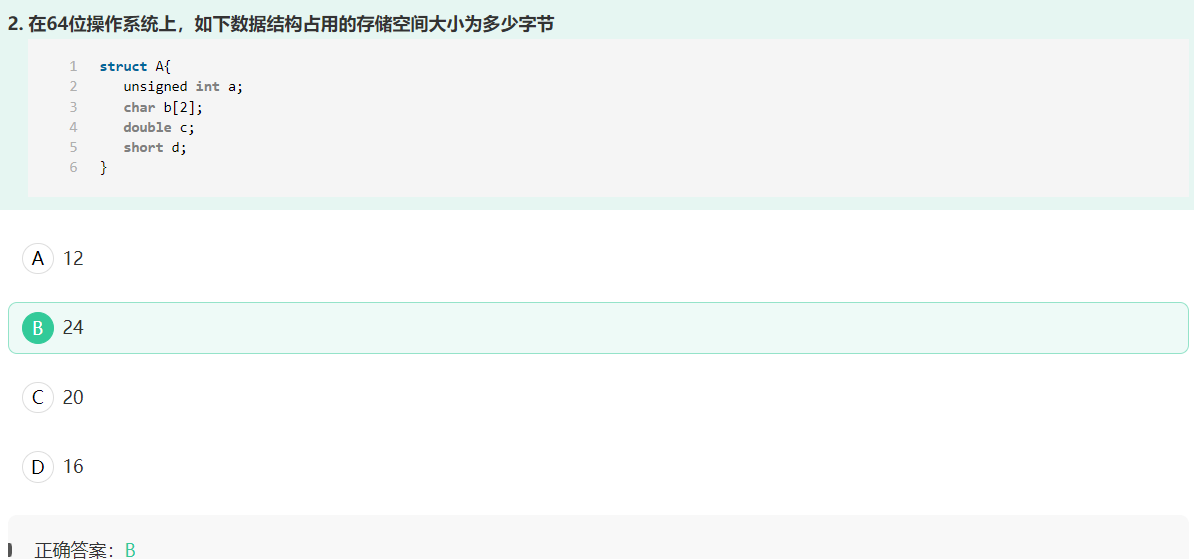 2. 在64位操作系统上，如下数据结构占用的存储空间大小为多少字节
1 struct A{
2 unsigned int a;
3 char b[2];
4 double c;
5 short d;
6 }
A 12
B 24
C 20
D 16
正确答案：B